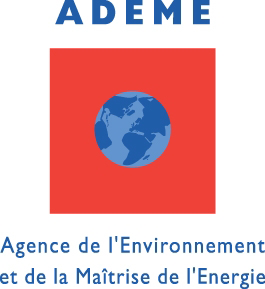 ADEME
Agence de l'Environnement
et de la Maîtrise de l'Energie